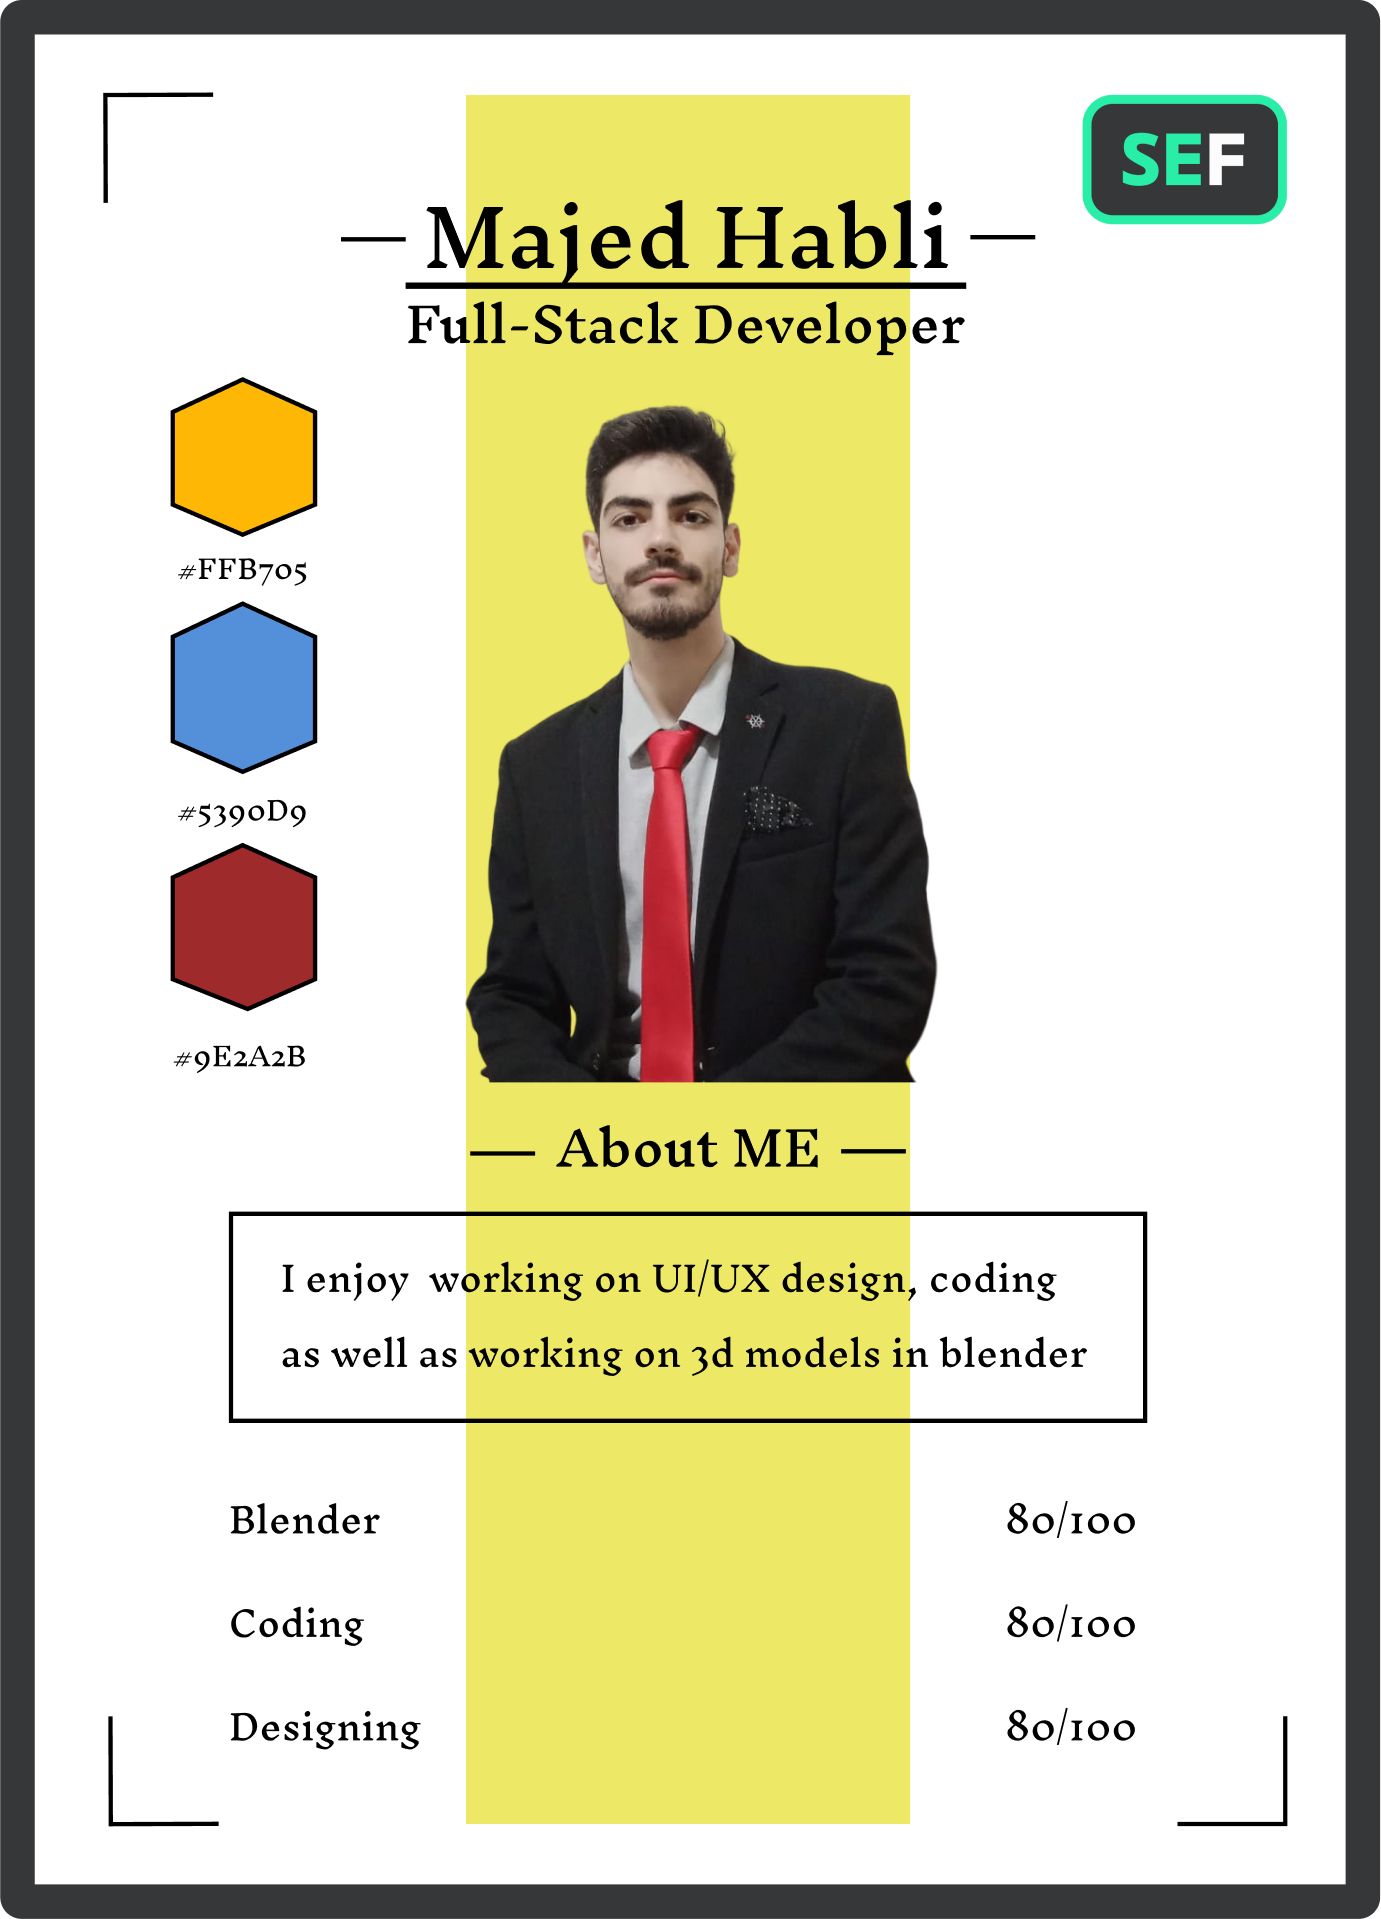 SEF
Majed Habli
Full-Stack Developer
#FFB705
#5390D9
#9E2A2B
About ME
I enjoy working on UI/UX design, coding
as well as working on 3d models in blender
Blender 80/100
Coding 80/100
Designing 80/100